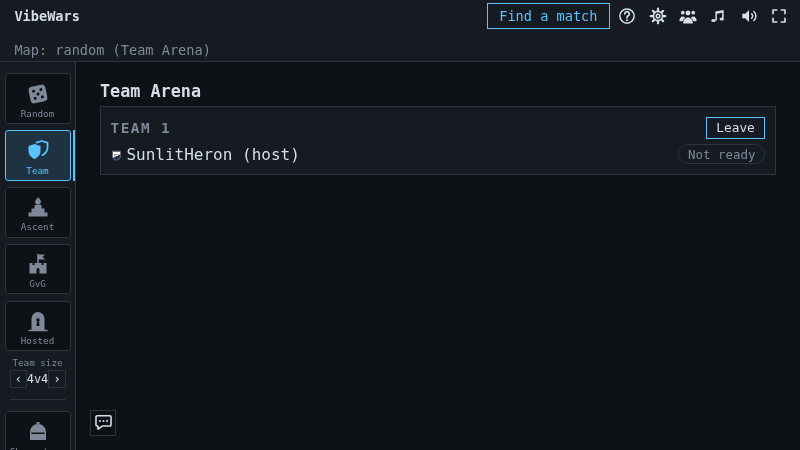 VibeWars
Find a match
Map: random (Team Arena)
Random
Team
Ascent
GvG
Hosted
Team size
‹ 4v4 ›
Team Arena
TEAM 1
Leave
SunlitHeron (host)
Not ready